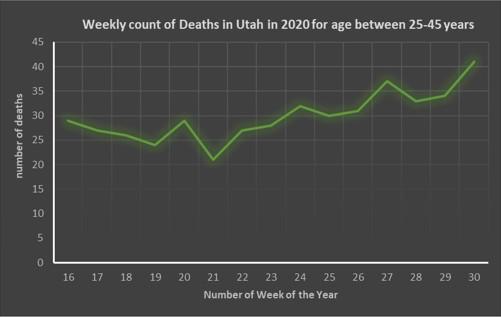 Weekly count of Deaths in Utah in 2020 for age between 25-45 years
number of deaths
45
40
35
30
25
20
15
10
5
0
16 17 18 19 20 21 22 23 24 25 26 27 28 29 30
Number of Week of the Year